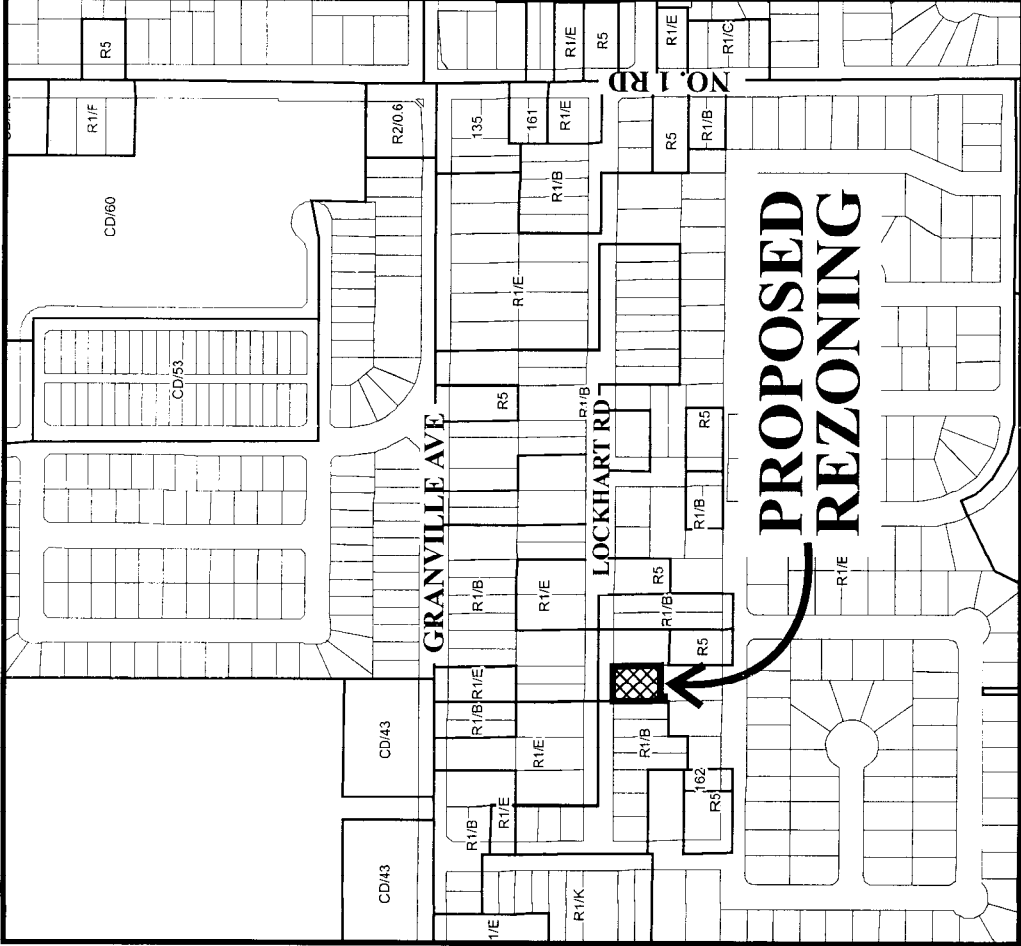 R5
R1/E
R5
R1/E
R1/C
NO. 1 RD
R1/F
R2/0.6
135
161
R1/E
R5
R1/B
CD/60
R1/B
R1/E
CD/53
R5
R1/B
GRANVILLE AVE
LOCKHART RD
R5
R1/B
PROPOSED
REZONING
R1/B
R1/E
R5
R1/B
R5
R1/E
R1/E
R1/B
CD/43
R1/E
R1/B
162
R5
R1/B
R1/E
CD/43
R1/K
1/E